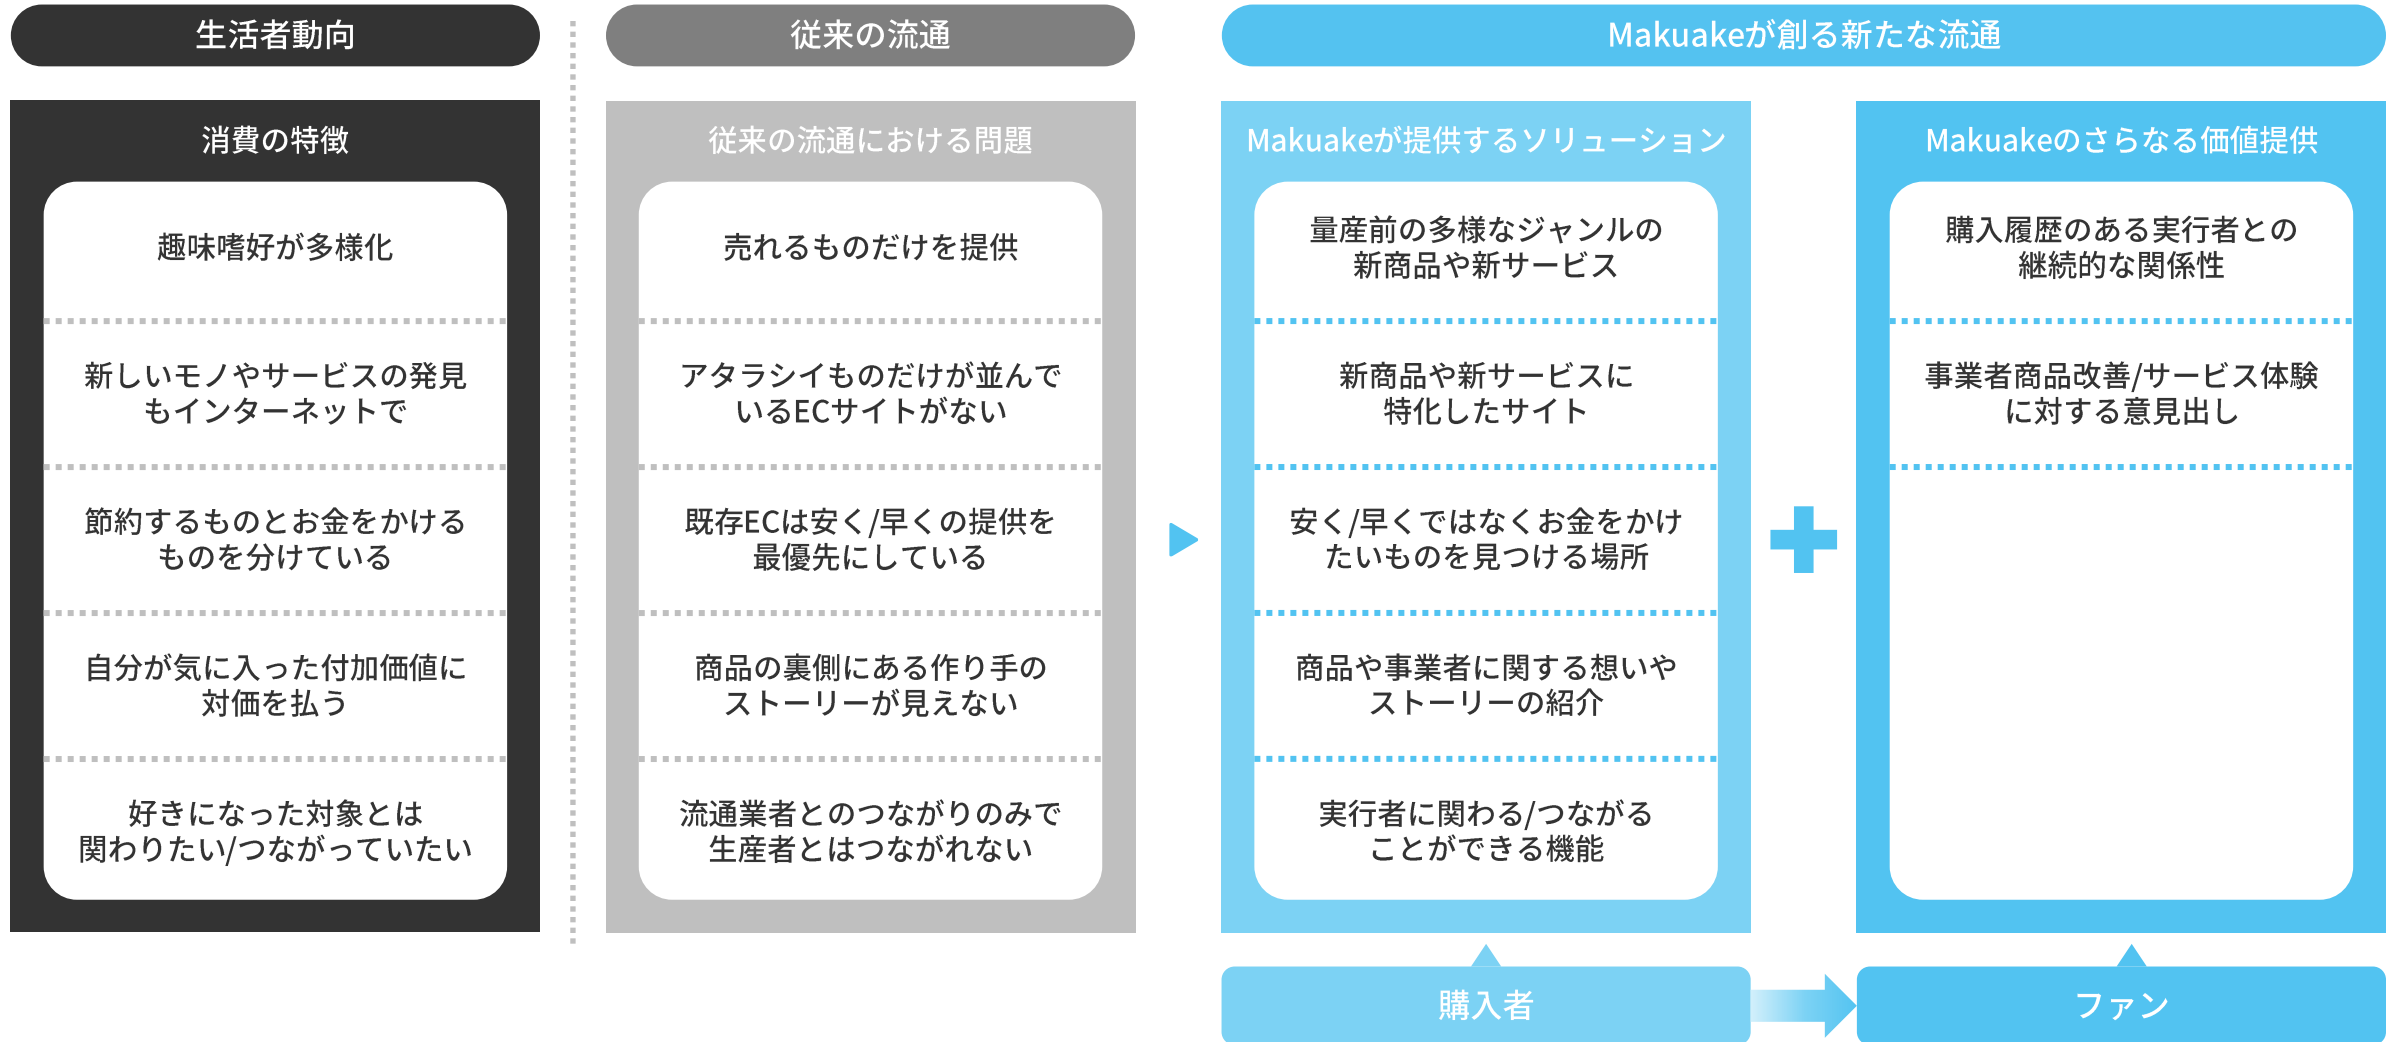 生活者動向
消費の特徴
趣味嗜好が多様化
新しいモノやサービスの発見
もインターネットで
節約するものとお金をかける
ものを分けている
自分が気に入った付加価値に
対価を払う
好きになった対象とは
関わりたい/つながっていたい
従来の流通
従来の流通における問題
売れるものだけを提供
アタラシイものだけが並んで
いるECサイトがない
既存ECは安く/早くの提供を
最優先にしている
商品の裏側にある作り手の
ストーリーが見えない
流通業者とのつながりのみで
生産者とはつながれない
Makuakeが創る新たな流通
Makuakeが提供するソリューション
量産前の多様なジャンルの
新商品や新サービス
新商品や新サービスに
特化したサイト
安く/早くではなくお金をかけ
たいものを見つける場所
商品や事業者に関する想いや
ストーリーの紹介
実行者に関わる/つながる
ことができる機能
購入者
Makuakeのさらなる価値提供
購入履歴のある実行者との
継続的な関係性
事業者商品改善/サービス体験
に対する意見出し
ファン